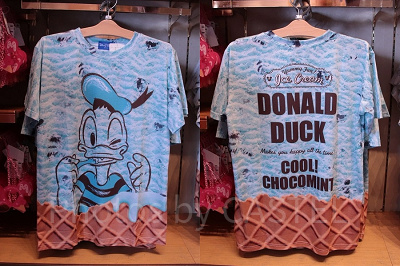 Ice Cream
DONALD
DUCK
Makes you happy all the time
COOL!
CHOCOMINT